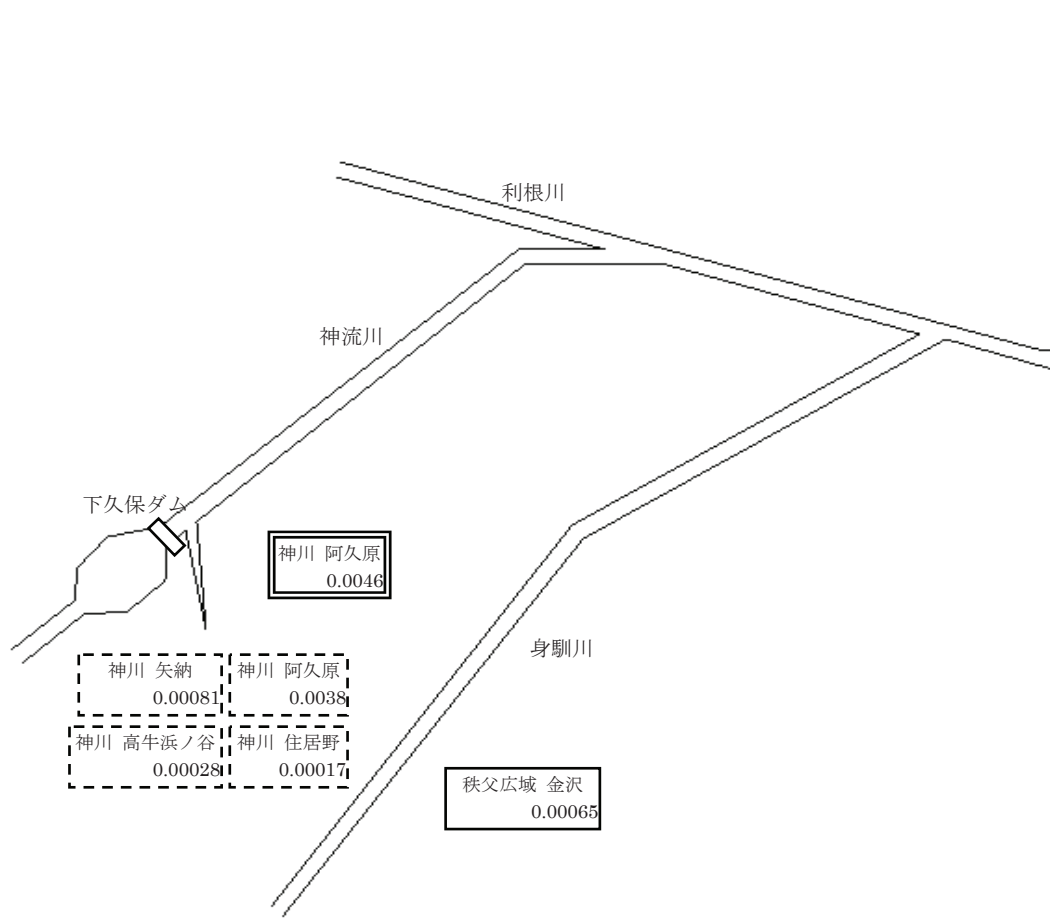 利根川
神流川
下久保ダム
神川 阿久原
0.0046
身馴川
神川 矢納
0.00081
神川 阿久原
0.0038
神川 高牛浜ノ谷
0.00028
神川 住居野
0.00017
秩父広域 金沢
0.00065